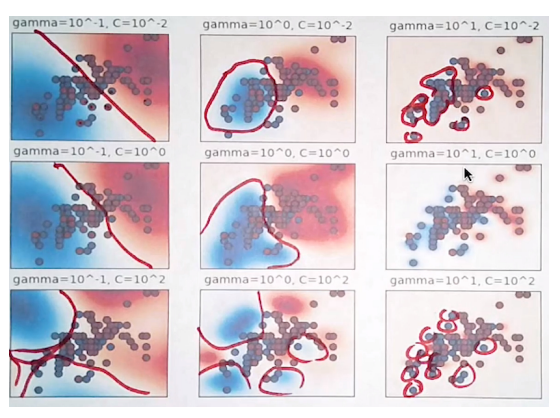 gamma=10^-1, C=10^-2
gamma=10^0, C=10^-2
gamma=10^1, C=10^-2
gamma=10^-1, C=10^0
gamma=10^0, C=10^0
gamma=10^1, C=10^0
gamma=10^-1, C=10^2
gamma=10^0, C=10^2
gamma=10^1, C=10^2